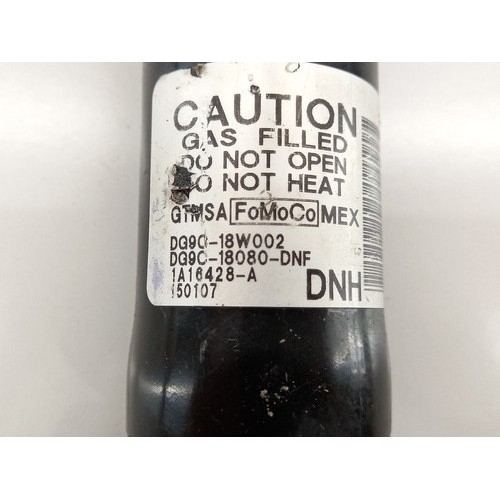 CAUTION
GAS FILLED
DO NOT OPEN
DO NOT HEAT
GTMSA FoMoCo MEX
DG9C-18W002
DG9C-18080-DNF
1A16428-A
150107 DNH